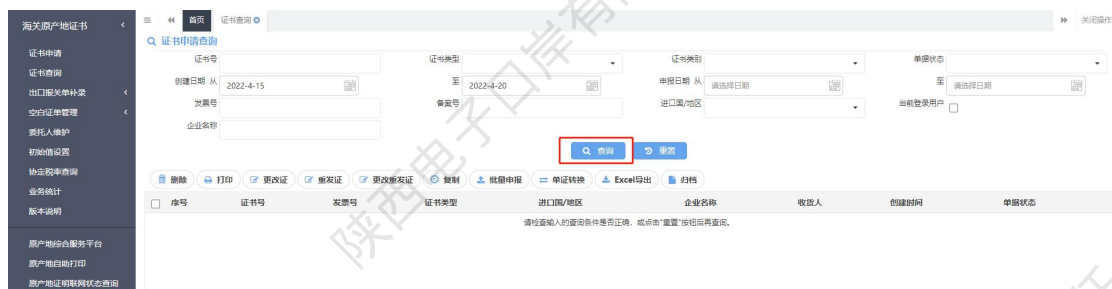 海关原产地证书
证书申请
证书查询
出口报关单补录
空白证单管理
委托人维护
初始值设置
协定税率查询
业务统计
版本说明
原产地综合服务平台
原产地自助打印
原产地证明联网状态查询
首页 证书查询 关闭操作
证书申请查询
证书号 证书类型 证书类别 单据状态
创建日期 从 2022-4-15 至 2022-4-20 申报日期 从 请选择日期 至 请选择日期
发票号 备案号 进口国/地区 当前登录用户
企业名称
查询 重置
删除 打印 更改证 重发证 更改重发证 复制 批量申报 单证转换 Excel导出 归档
序号 证书号 发票号 证书类型 进口国/地区 企业名称 收货人 创建时间 单据状态
请检查输入的查询条件是否正确，或点击"重置"按钮后再查询。
陕西电子口岸有